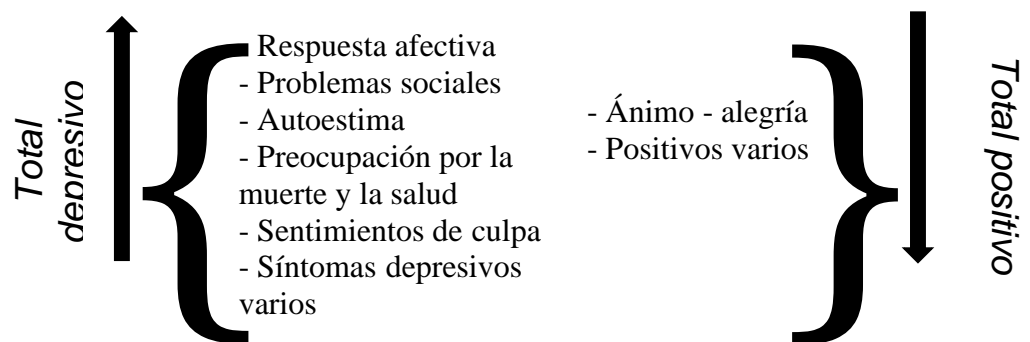 Total
depresivo
Respuesta afectiva
- Problemas sociales
- Autoestima
- Preocupación por la
muerte y la salud
- Sentimientos de culpa
- Síntomas depresivos
varios
- Ánimo - alegría
- Positivos varios
Total positivo